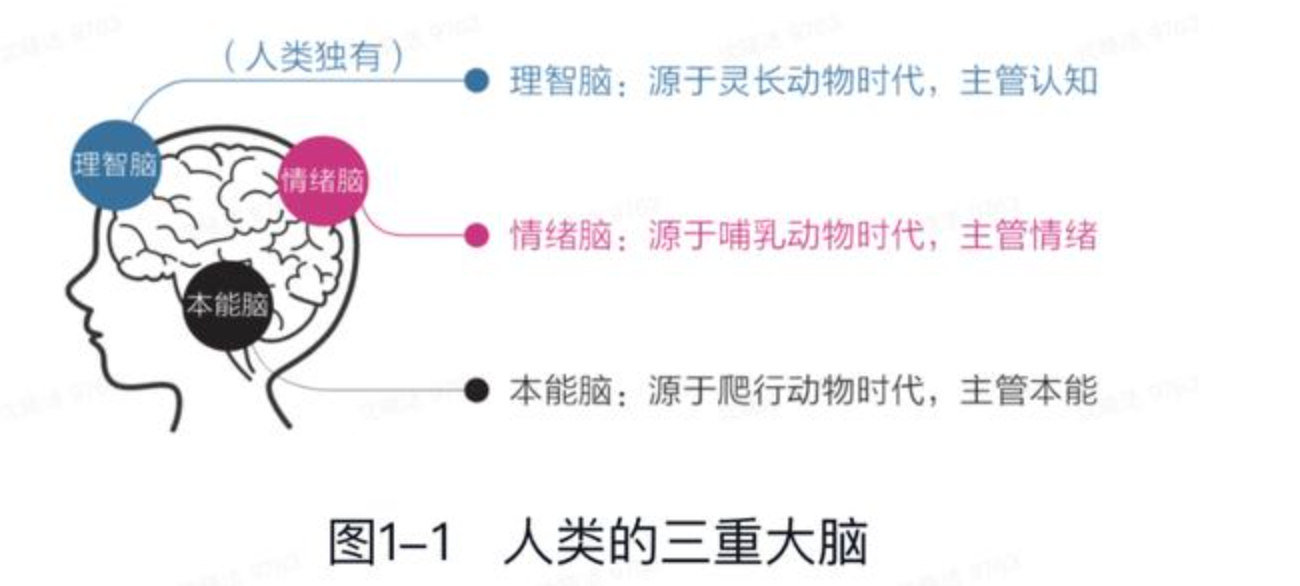 （人类独有）
理智脑：源于灵长动物时代，主管认知
理智脑
情绪脑
情绪脑：源于哺乳动物时代，主管情绪
本能脑
本能脑：源于爬行动物时代，主管本能
图1-1 人类的三重大脑